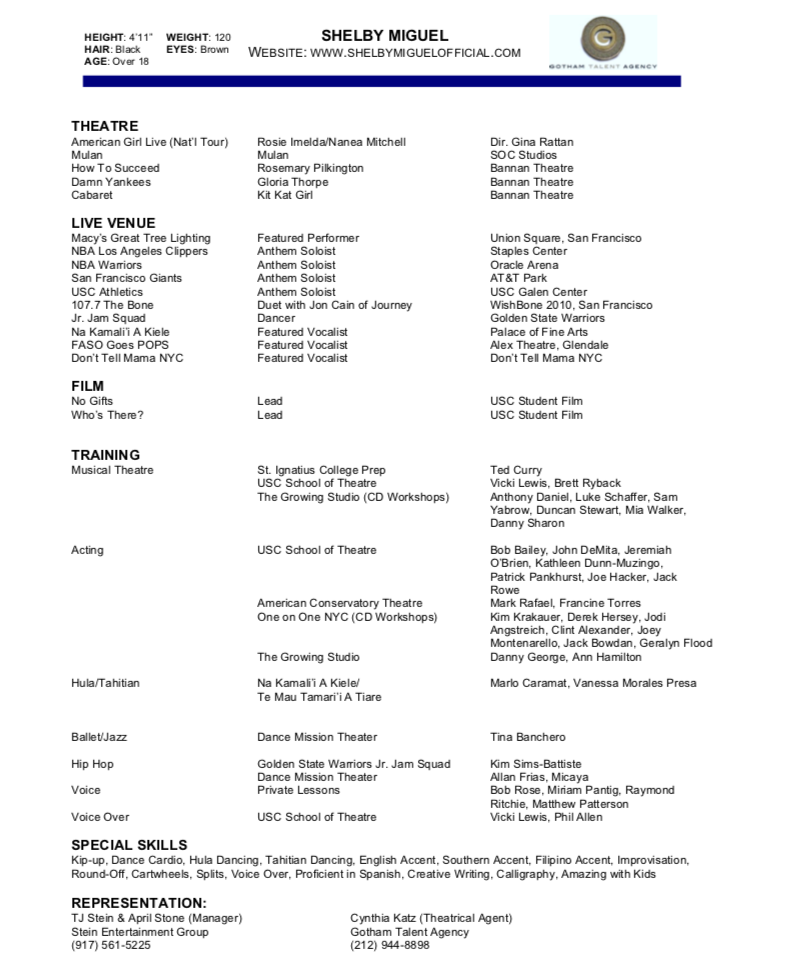 SHELBY MIGUEL
HEIGHT: 4'11" WEIGHT: 120
HAIR: Black EYES: Brown
AGE: Over 18
WEBSITE: WWW.SHELBYMIGUELOFFICIAL.COM
G
GOTHAM TALENT AGENCY
THEATRE
American Girl Live (Nat'l Tour) Rosie Imelda/Nanea Mitchell Dir. Gina Rattan
Mulan Mulan SOC Studios
How To Succeed Rosemary Pilkington Bannan Theatre
Damn Yankees Gloria Thorpe Bannan Theatre
Cabaret Kit Kat Girl Bannan Theatre
LIVE VENUE
Macy's Great Tree Lighting Featured Performer Union Square, San Francisco
NBA Los Angeles Clippers Anthem Soloist Staples Center
NBA Warriors Anthem Soloist Oracle Arena
San Francisco Giants Anthem Soloist AT&T Park
USC Athletics Anthem Soloist USC Galen Center
107.7 The Bone Duet with Jon Cain of Journey WishBone 2010, San Francisco
Jr. Jam Squad Dancer Golden State Warriors
Na Kamali'i A Kiele Featured Vocalist Palace of Fine Arts
FASO Goes POPS Featured Vocalist Alex Theatre, Glendale
Don't Tell Mama NYC Featured Vocalist Don't Tell Mama NYC
FILM
No Gifts Lead USC Student Film
Who's There? Lead USC Student Film
TRAINING
Musical Theatre St. Ignatius College Prep Ted Curry
USC School of Theatre Vicki Lewis, Brett Ryback
The Growing Studio (CD Workshops) Anthony Daniel, Luke Schaffer, Sam
Yabrow, Duncan Stewart, Mia Walker,
Danny Sharon
Acting USC School of Theatre Bob Bailey, John DeMita, Jeremiah
O'Brien, Kathleen Dunn-Muzingo,
Patrick Pankhurst, Joe Hacker, Jack
Rowe
American Conservatory Theatre Mark Rafael, Francine Torres
One on One NYC (CD Workshops) Kim Krakauer, Derek Hersey, Jodi
Angstreich, Clint Alexander, Joey
Montenarello, Jack Bowdan, Geralyn Flood
The Growing Studio Danny George, Ann Hamilton
Hula/Tahitian Na Kamali'i A Kiele/ Marlo Caramat, Vanessa Morales Presa
Te Mau Tamari'i A Tiare
Ballet/Jazz Dance Mission Theater Tina Banchero
Hip Hop Golden State Warriors Jr. Jam Squad Kim Sims-Battiste
Dance Mission Theater Allan Frias, Micaya
Voice Private Lessons Bob Rose, Miriam Pantig, Raymond
Ritchie, Matthew Patterson
Voice Over USC School of Theatre Vicki Lewis, Phil Allen
SPECIAL SKILLS
Kip-up, Dance Cardio, Hula Dancing, Tahitian Dancing, English Accent, Southern Accent, Filipino Accent, Improvisation,
Round-Off, Cartwheels, Splits, Voice Over, Proficient in Spanish, Creative Writing, Calligraphy, Amazing with Kids
REPRESENTATION:
TJ Stein & April Stone (Manager) Cynthia Katz (Theatrical Agent)
Stein Entertainment Group Gotham Talent Agency
(917) 561-5225 (212) 944-8898